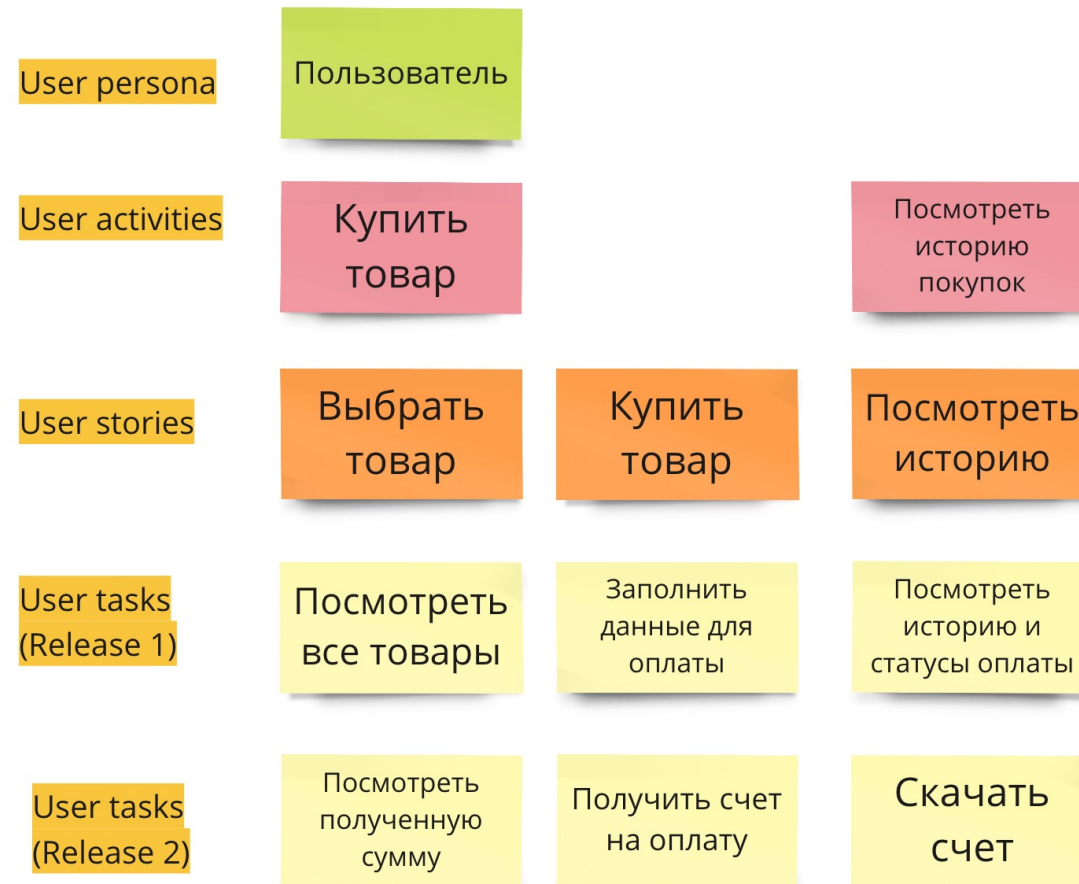 User persona
Пользователь
User activities
Купить
товар
Посмотреть
историю
покупок
User stories
Выбрать
товар
Купить
товар
Посмотреть
историю
User tasks
(Release 1)
Посмотреть
все товары
Заполнить
данные для
оплаты
Посмотреть
историю и
статусы оплаты
User tasks
(Release 2)
Посмотреть
полученную
сумму
Получить счет
на оплату
Скачать
счет